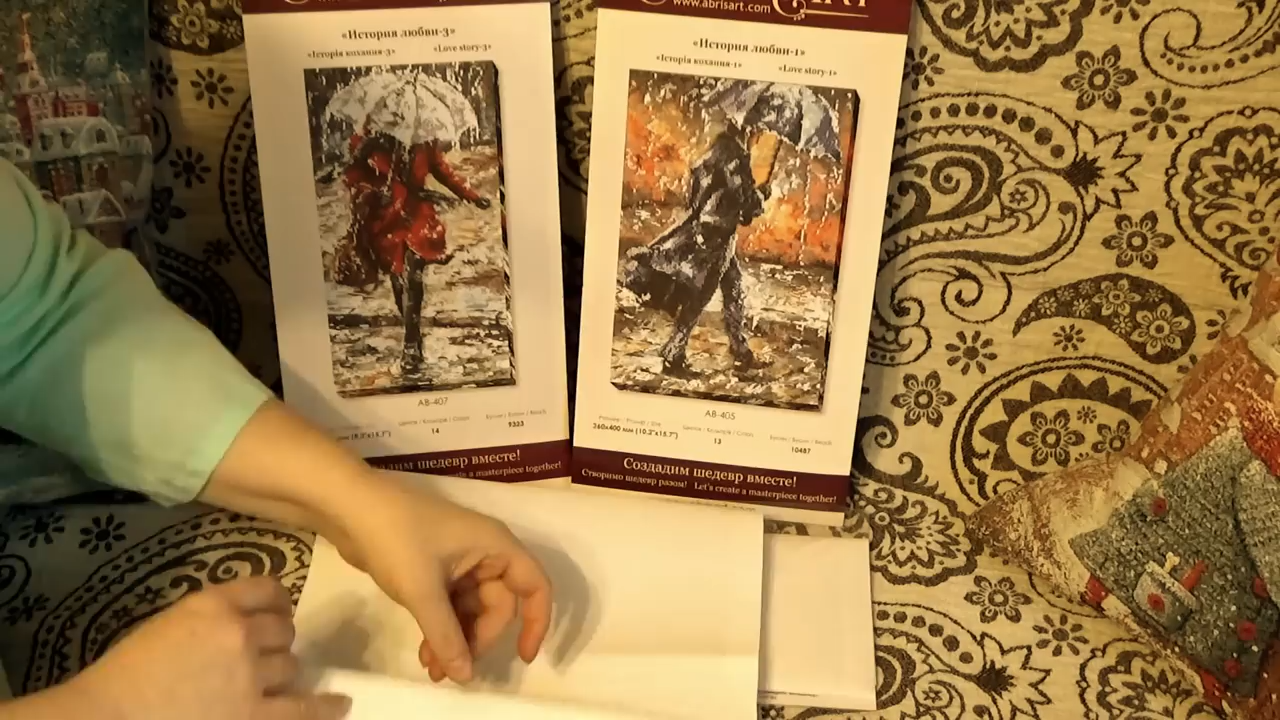 www.abrisart.com
«История любви-3»
«Історія кохання-3» «Love story-3»
AB-407
14
9323
шедевр вместе!
a masterpiece together!
«История любви-1»
«Історія кохання-1» «Love story-1»
AB-405
260x400 мм (10.2"x15.7")
13
10487
Создадим шедевр вместе!
Створимо шедевр разом! Let's create a masterpiece together!